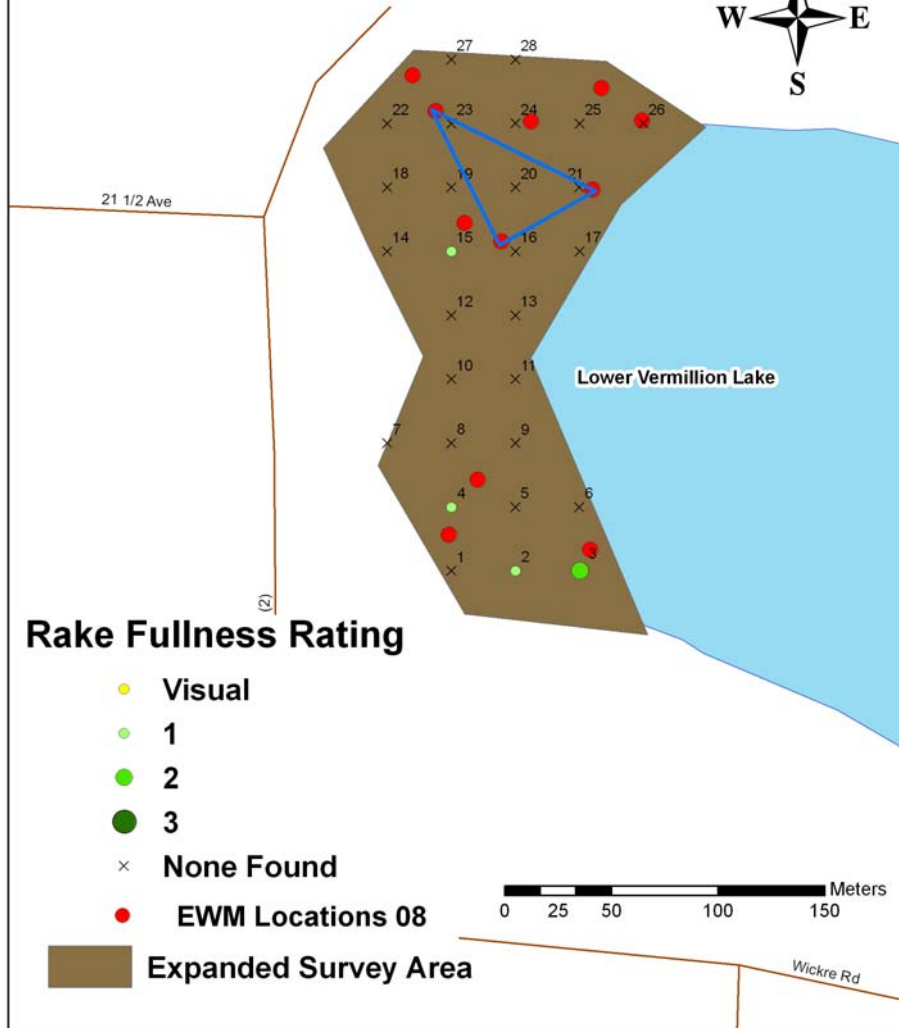 W E
S
27 28
22 23 24 25 26
21 1/2 Ave
18 19 20 21
14 15 16 17
12 13
10 11
Lower Vermillion Lake
7 8 9
4 5 6
1 2 3
(2)
Rake Fullness Rating
Visual
1
2
3
None Found
EWM Locations 08
Expanded Survey Area
Meters
0 25 50 100 150
Wickre Rd